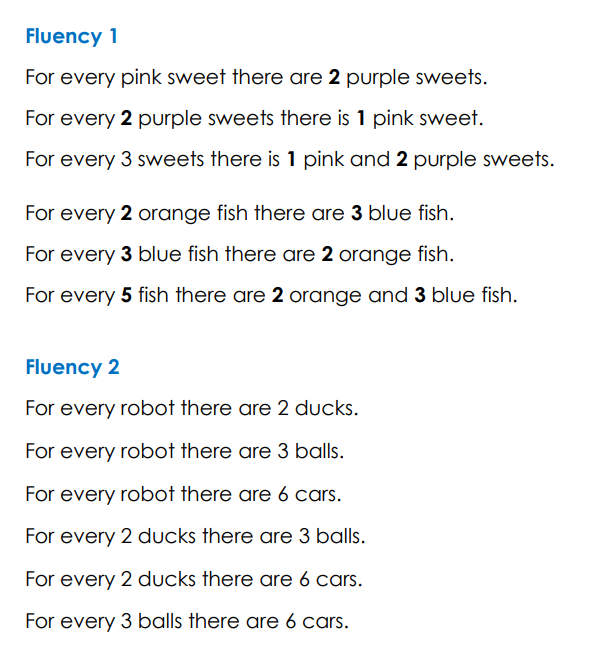 Fluency 1
For every pink sweet there are 2 purple sweets.
For every 2 purple sweets there is 1 pink sweet.
For every 3 sweets there is 1 pink and 2 purple sweets.
For every 2 orange fish there are 3 blue fish.
For every 3 blue fish there are 2 orange fish.
For every 5 fish there are 2 orange and 3 blue fish.
Fluency 2
For every robot there are 2 ducks.
For every robot there are 3 balls.
For every robot there are 6 cars.
For every 2 ducks there are 3 balls.
For every 2 ducks there are 6 cars.
For every 3 balls there are 6 cars.